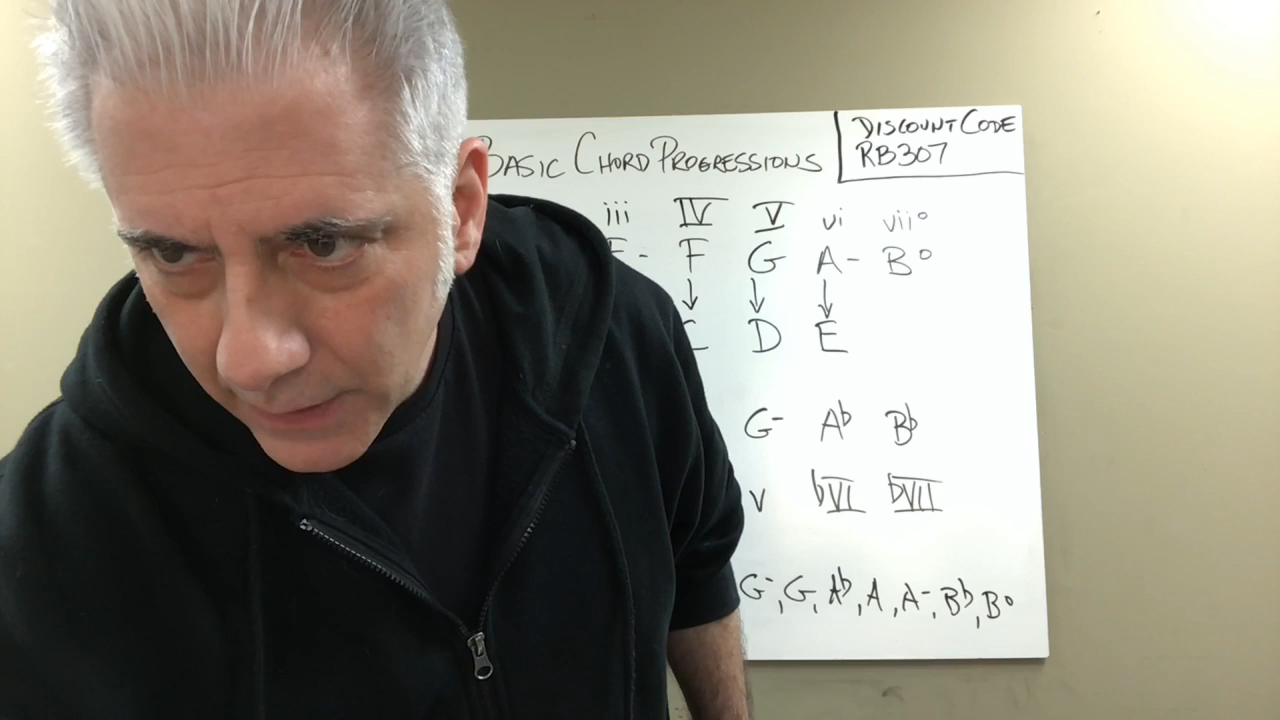 BASIC CHORD PROGRESSIONS
DISCOUNT CODE
RB307
iii IV V vi vii°
E- F G A- B°
↓ ↓ ↓
C D E
G- A♭ B♭
v ♭VI ♭VII
G-, G, A♭, A, A-, B♭, B°